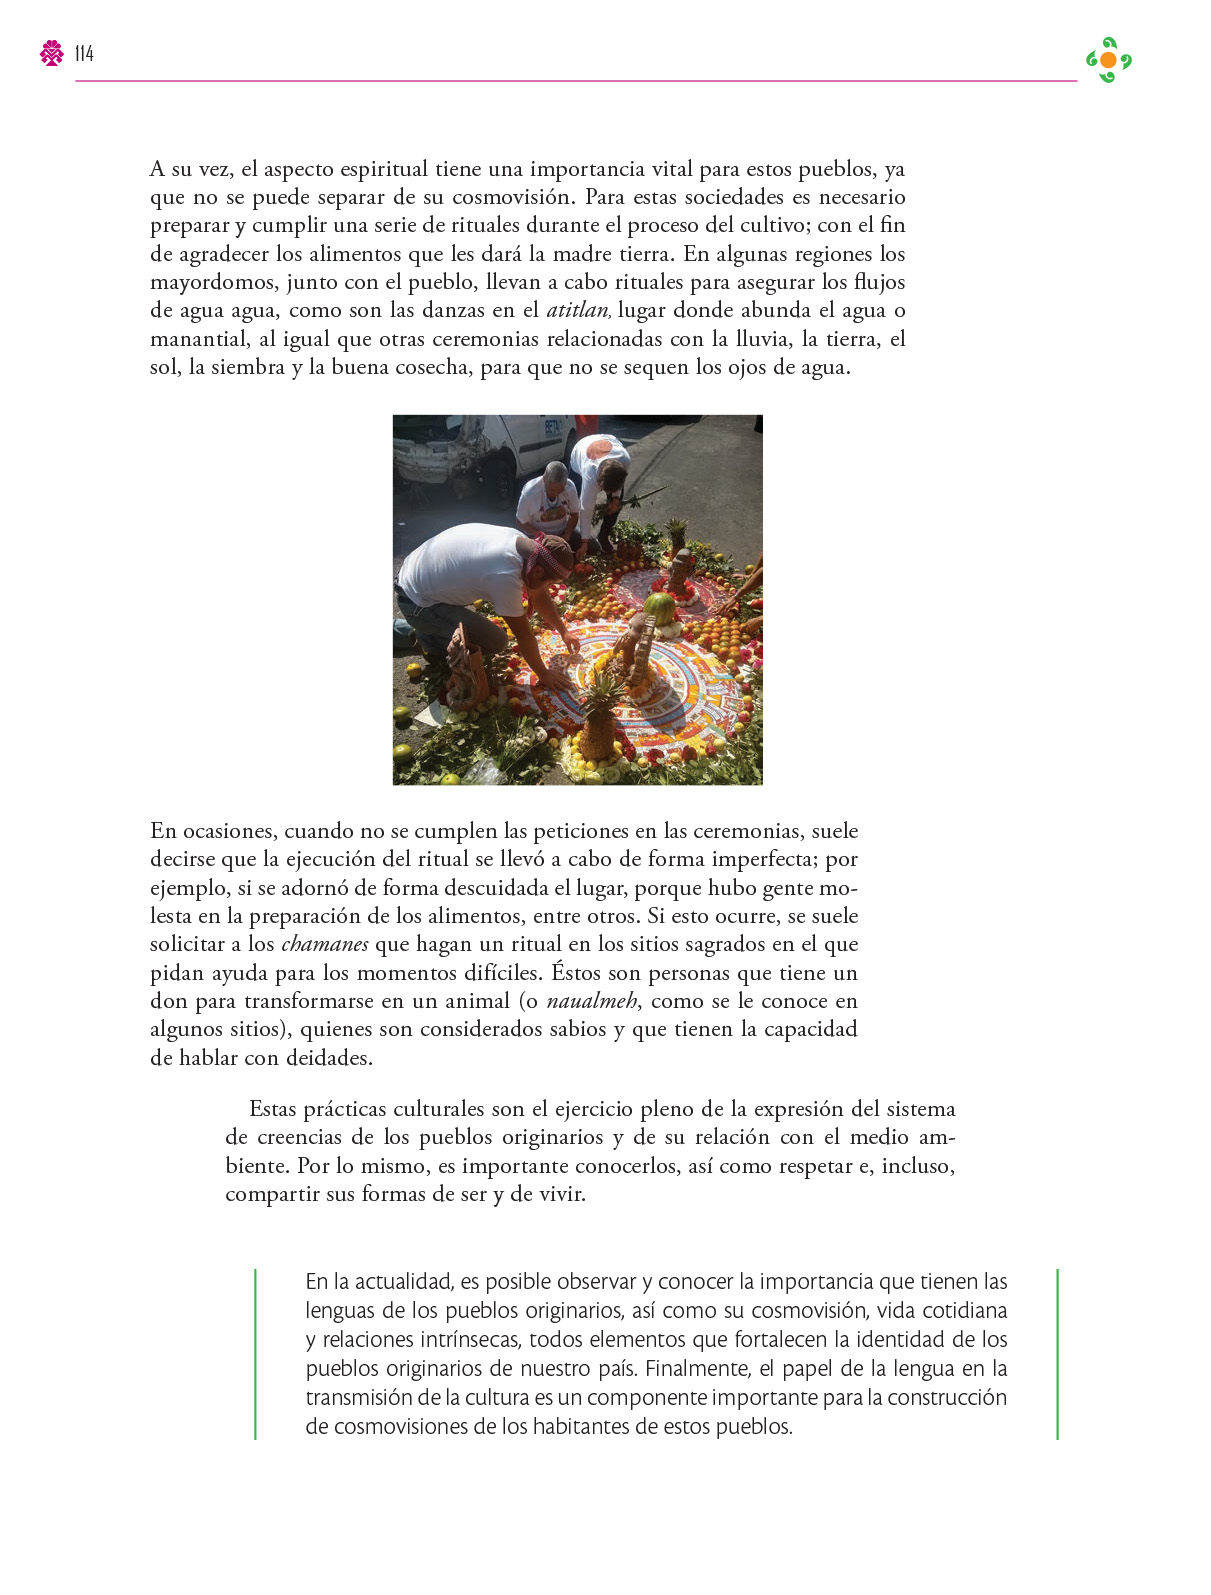 114
A su vez, el aspecto espiritual tiene una importancia vital para estos pueblos, ya
que no se puede separar de su cosmovisión. Para estas sociedades es necesario
preparar y cumplir una serie de rituales durante el proceso del cultivo; con el fin
de agradecer los alimentos que les dará la madre tierra. En algunas regiones los
mayordomos, junto con el pueblo, llevan a cabo rituales para asegurar los flujos
de agua agua, como son las danzas en el atitlan, lugar donde abunda el agua o
manantial, al igual que otras ceremonias relacionadas con la lluvia, la tierra, el
sol, la siembra y la buena cosecha, para que no se sequen los ojos de agua.
BETA
En ocasiones, cuando no se cumplen las peticiones en las ceremonias, suele
decirse que la ejecución del ritual se llevó a cabo de forma imperfecta; por
ejemplo, si se adornó de forma descuidada el lugar, porque hubo gente mo-
lesta en la preparación de los alimentos, entre otros. Si esto ocurre, se suele
solicitar a los chamanes que hagan un ritual en los sitios sagrados en el que
pidan ayuda para los momentos difíciles. Éstos son personas que tiene un
don para transformarse en un animal (o naualmeh, como se le conoce en
algunos sitios), quienes son considerados sabios y que tienen la capacidad
de hablar con deidades.
Estas prácticas culturales son el ejercicio pleno de la expresión del sistema
de creencias de los pueblos originarios y de su relación con el medio am-
biente. Por lo mismo, es importante conocerlos, así como respetar e, incluso,
compartir sus formas de ser y de vivir.
En la actualidad, es posible observar y conocer la importancia que tienen las
lenguas de los pueblos originarios, así como su cosmovisión, vida cotidiana
y relaciones intrínsecas, todos elementos que fortalecen la identidad de los
pueblos originarios de nuestro país. Finalmente, el papel de la lengua en la
transmisión de la cultura es un componente importante para la construcción
de cosmovisiones de los habitantes de estos pueblos.